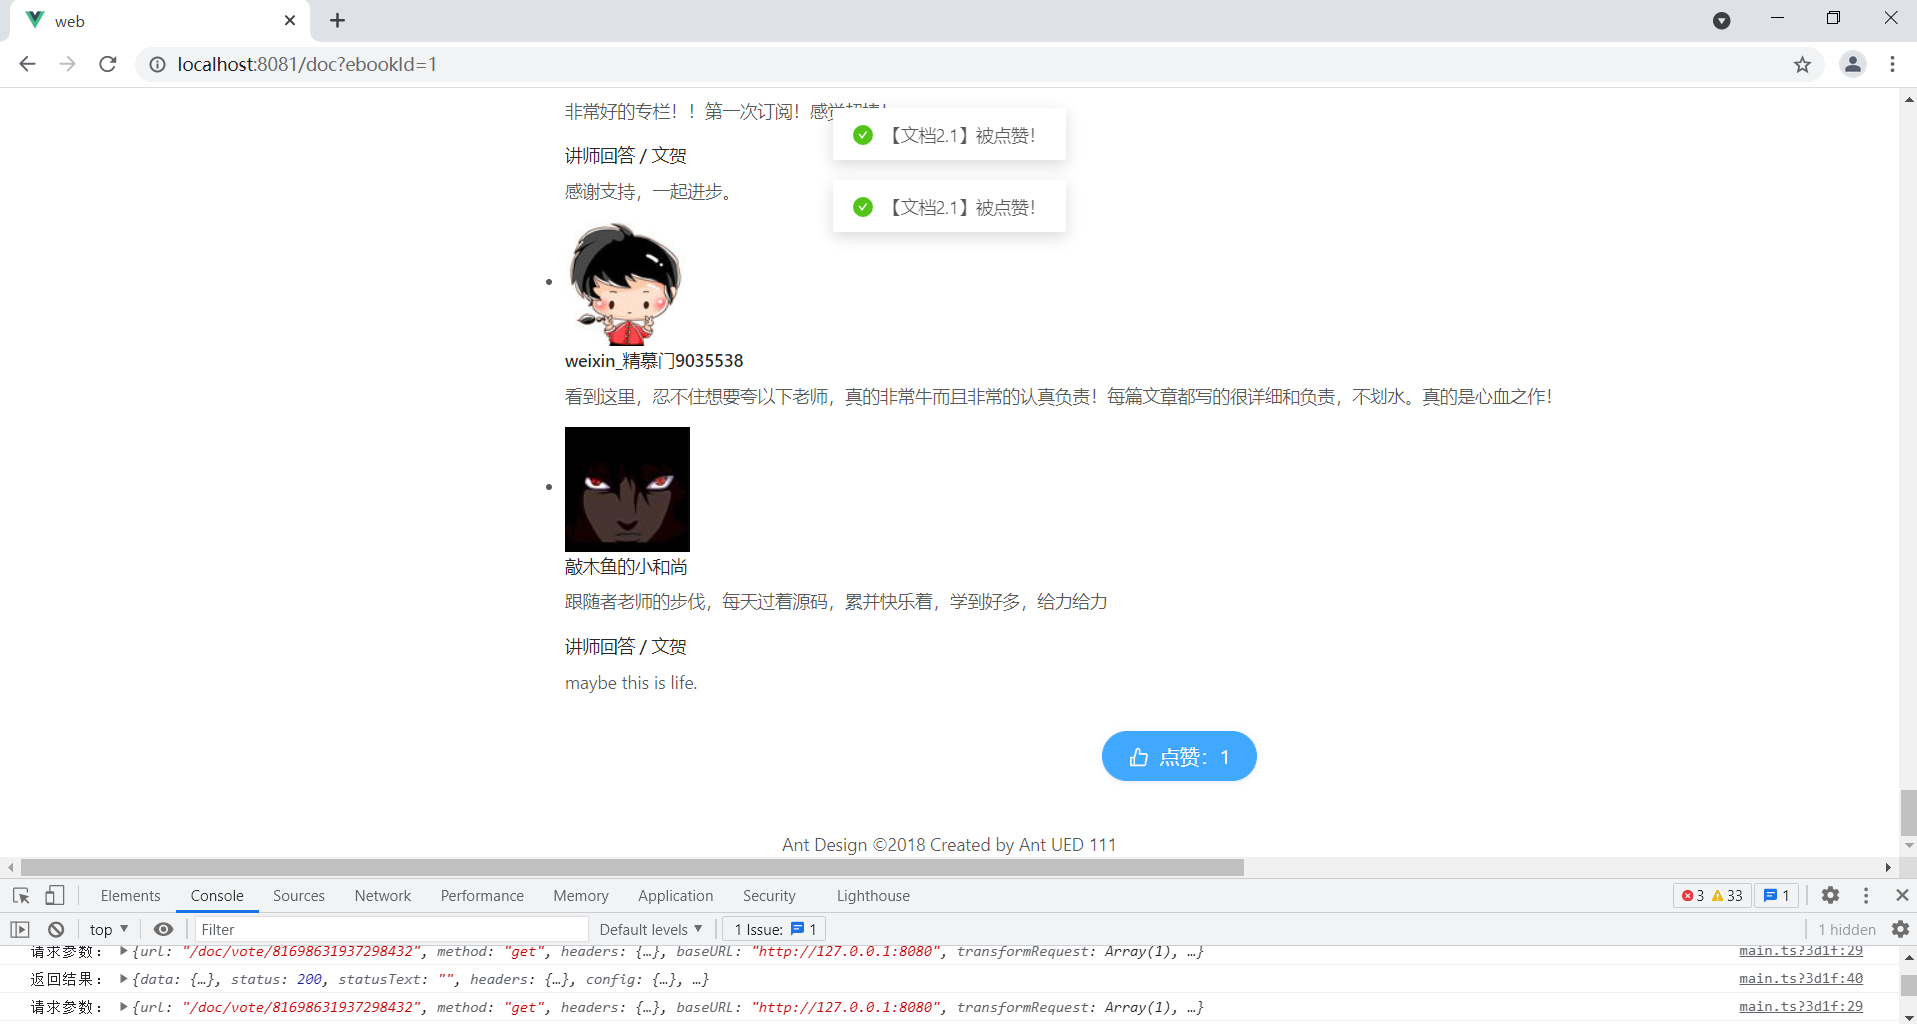 web
localhost:8081/doc?ebookId=1
非常好的专栏！！第一次订阅！感觉超值！
【文档2.1】被点赞！
讲师回答 / 文贺
感谢支持，一起进步。
【文档2.1】被点赞！
weixin_精慕门9035538
看到这里，忍不住想要夸以下老师，真的非常牛而且非常的认真负责！每篇文章都写的很详细和负责，不划水。真的是心血之作！
敲木鱼的小和尚
跟随者老师的步伐，每天过着源码，累并快乐着，学到好多，给力给力
讲师回答 / 文贺
maybe this is life.
点赞：1
Ant Design ©2018 Created by Ant UED 111
Elements Console Sources Network Performance Memory Application Security Lighthouse 3 33 1
top Filter Default levels 1 Issue: 1 1 hidden
请求参数： {url: "/doc/vote/81698631937298432", method: "get", headers: {…}, baseURL: "http://127.0.0.1:8080", transformRequest: Array(1), …} main.ts?3d1f:29
返回结果： {data: {…}, status: 200, statusText: "", headers: {…}, config: {…}, …} main.ts?3d1f:40
请求参数： {url: "/doc/vote/81698631937298432", method: "get", headers: {…}, baseURL: "http://127.0.0.1:8080", transformRequest: Array(1), …} main.ts?3d1f:29